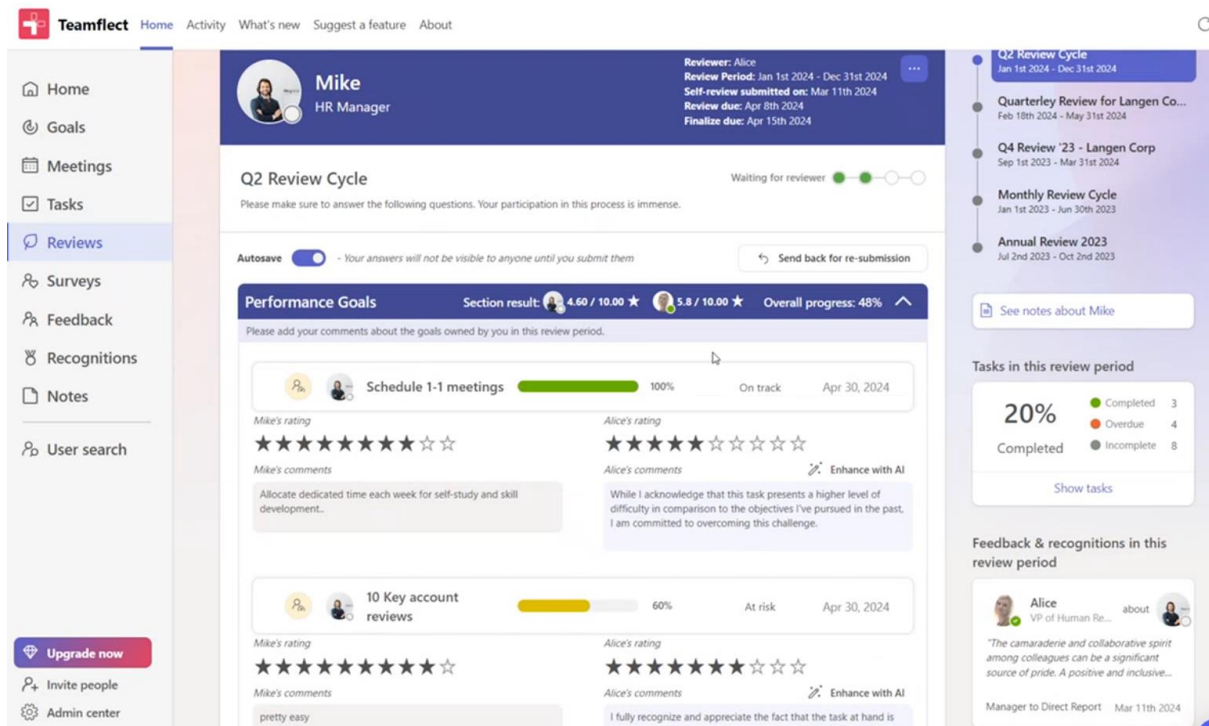 Teamflect Home Activity What's new Suggest a feature About
Home
Goals
Meetings
Tasks
Reviews
Surveys
Feedback
Recognitions
Notes
User search
Upgrade now
Invite people
Admin center
Mike
HR Manager
Reviewer: Alice
Review Period: Jan 1st 2024 - Dec 31st 2024
Self-review submitted on: Mar 11th 2024
Review due: Apr 8th 2024
Finalize due: Apr 15th 2024
Q2 Review Cycle
Waiting for reviewer
Please make sure to answer the following questions. Your participation in this process is immense.
Autosave - Your answers will not be visible to anyone until you submit them
Send back for re-submission
Performance Goals Section result: 4.60 / 10.00 ★ 5.8 / 10.00 ★ Overall progress: 48%
Please add your comments about the goals owned by you in this review period.
Schedule 1-1 meetings 100% On track Apr 30, 2024
Mike's rating
Alice's rating
Mike's comments
Allocate dedicated time each week for self-study and skill
development..
Alice's comments
Enhance with AI
While I acknowledge that this task presents a higher level of
difficulty in comparison to the objectives I've pursued in the past,
I am committed to overcoming this challenge.
10 Key account
reviews
60% At risk Apr 30, 2024
Mike's rating
Alice's rating
Mike's comments
pretty easy
Alice's comments
Enhance with AI
I fully recognize and appreciate the fact that the task at hand is
Q2 Review Cycle
Jan 1st 2024 - Dec 31st 2024
Quarterley Review for Langen Co...
Feb 18th 2024 - May 31st 2024
Q4 Review '23 - Langen Corp
Sep 1st 2023 - Mar 31st 2024
Monthly Review Cycle
Jan 1st 2023 - Jun 30th 2023
Annual Review 2023
Jul 2nd 2023 - Oct 2nd 2023
See notes about Mike
Tasks in this review period
20%
Completed
Completed 3
Overdue 4
Incomplete 8
Show tasks
Feedback & recognitions in this
review period
Alice
VP of Human Re...
about
"The camaraderie and collaborative spirit
among colleagues can be a significant
source of pride. A positive and inclusive...
Manager to Direct Report Mar 11th 2024